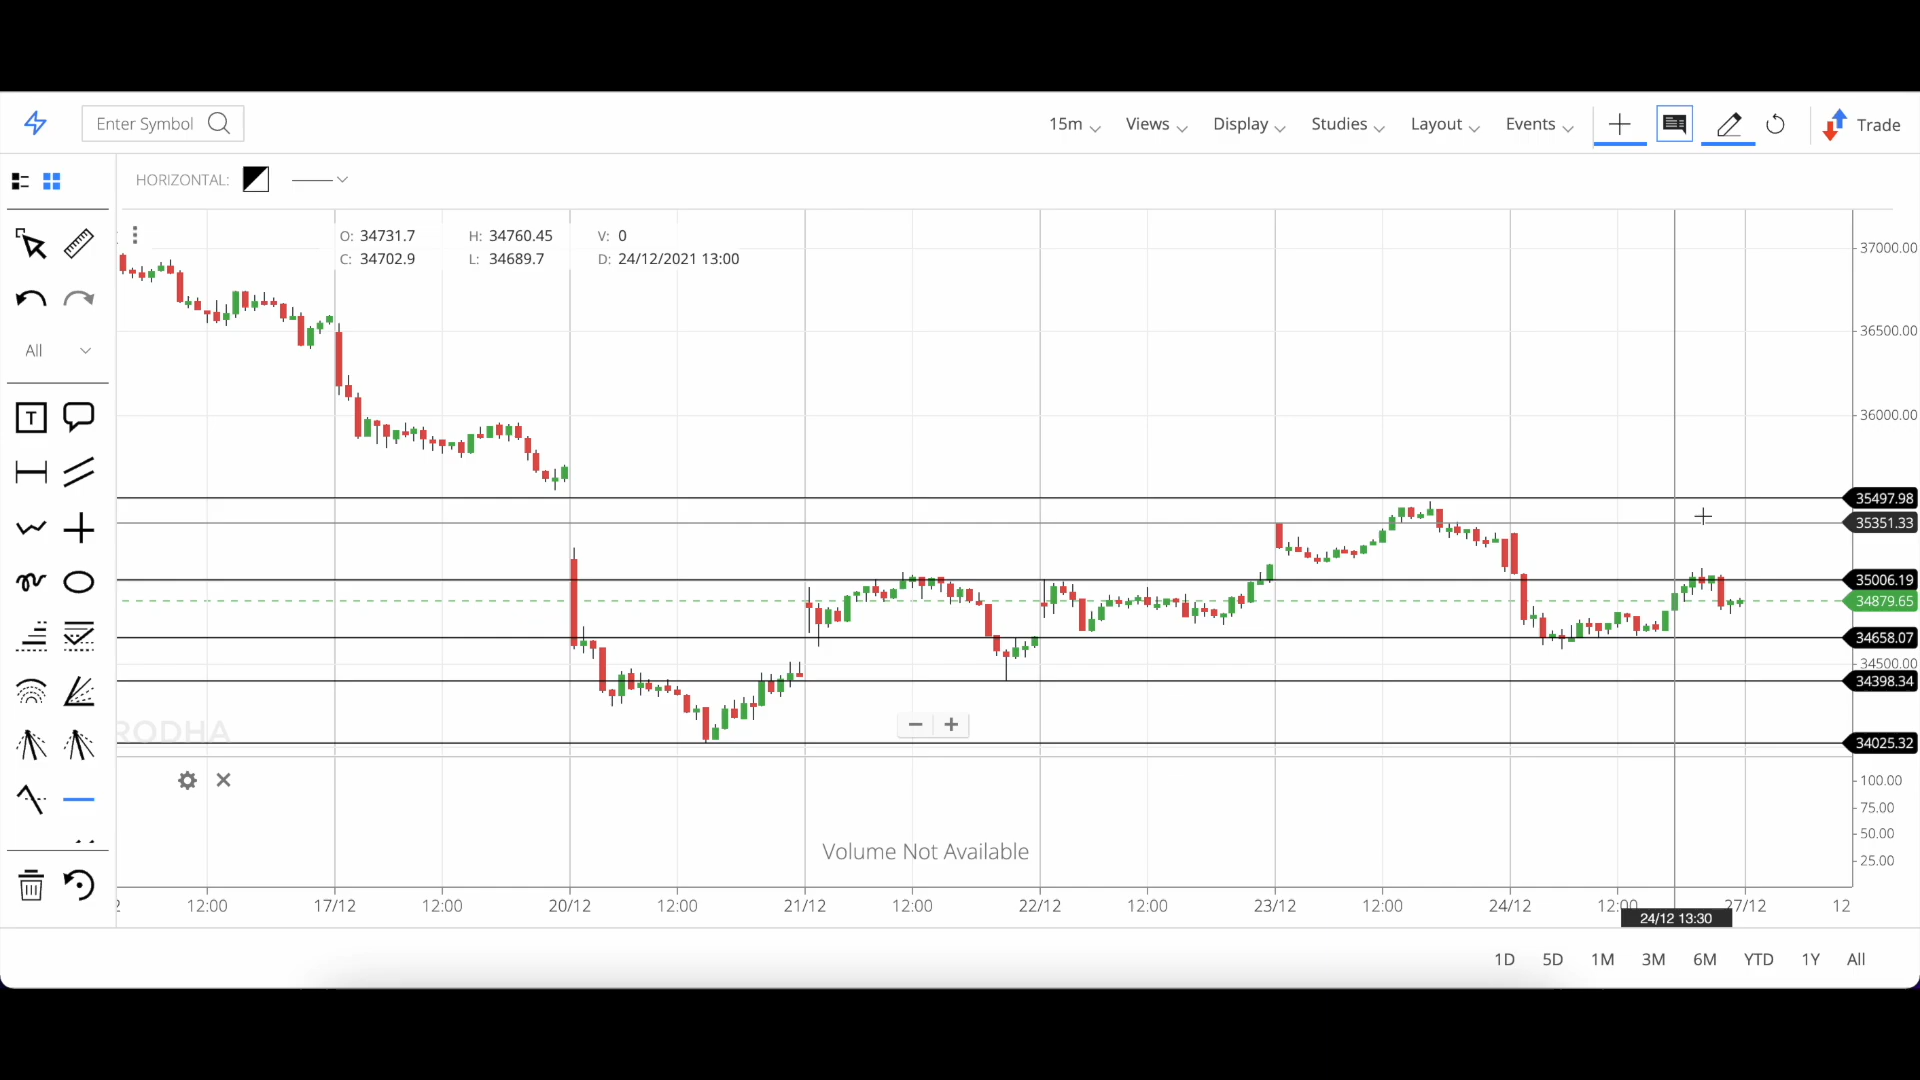 Enter Symbol
15m Views Display Studies Layout Events Trade
HORIZONTAL:
O: 34731.7 H: 34760.45 V: 0
C: 34702.9 L: 34689.7 D: 24/12/2021 13:00
All
T
37000.00
36500.00
36000.00
35497.98
35351.33
35006.19
34879.65
34658.07
34500.00
34398.34
34025.32
RODHA
100.00
75.00
50.00
25.00
Volume Not Available
12:00 17/12 12:00 20/12 12:00 21/12 12:00 22/12 12:00 23/12 12:00 24/12 12:00 27/12 12
24/12 13:30
1D 5D 1M 3M 6M YTD 1Y All